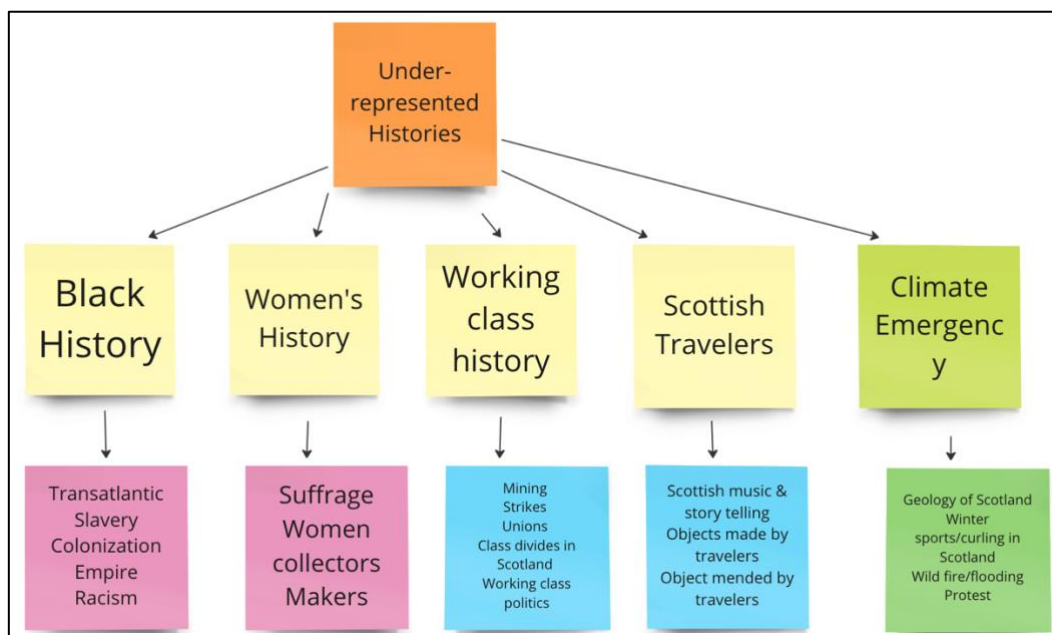 Under-
represented
Histories
Black
History
Women's
History
Working
class
history
Scottish
Travelers
Climate
Emergenc
y
Transatlantic
Slavery
Colonization
Empire
Racism
Suffrage
Women
collectors
Makers
Mining
Strikes
Unions
Class divides in
Scotland
Working class
politics
Scottish music &
story telling
Objects made by
travelers
Object mended by
travelers
Geology of Scotland
Winter
sports/curling in
Scotland
Wild fire/flooding
Protest